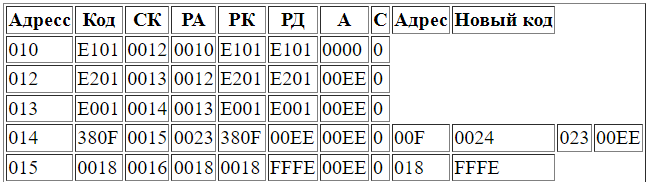 Адресс Код СК РА РК РД А С Адрес Новый код
010 E101 0012 0010 E101 E101 0000 0
012 E201 0013 0012 E201 E201 00EE 0
013 E001 0014 0013 E001 E001 00EE 0
014 380F 0015 0023 380F 00EE 00EE 0 00F 0024 023 00EE
015 0018 0016 0018 0018 FFFE 00EE 0 018 FFFE